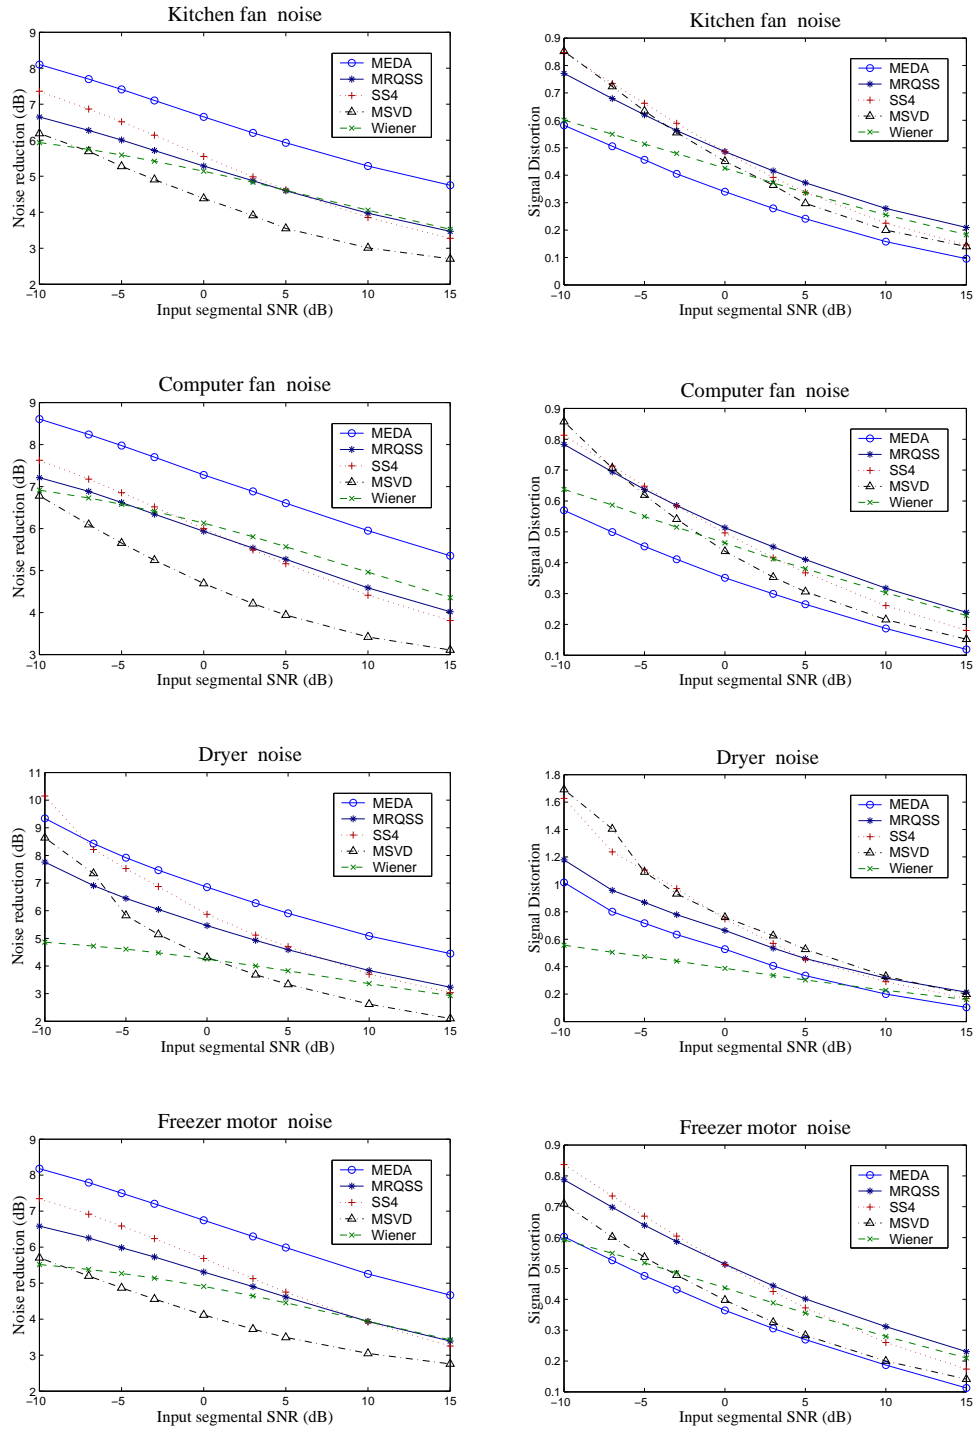 Kitchen fan  noise
Noise reduction (dB)
9
8
7
6
5
4
3
2
−10
−5
0
5
10
15
Input segmental SNR (dB)
MEDA
MRQSS
SS4
MSVD
Wiener
Kitchen fan  noise
Signal Distortion
0.9
0.8
0.7
0.6
0.5
0.4
0.3
0.2
0.1
0
−10
−5
0
5
10
15
Input segmental SNR (dB)
MEDA
MRQSS
SS4
MSVD
Wiener
Computer fan  noise
Noise reduction (dB)
9
8
7
6
5
4
3
−10
−5
0
5
10
15
Input segmental SNR (dB)
MEDA
MRQSS
SS4
MSVD
Wiener
Computer fan  noise
Signal Distortion
0.9
0.8
0.7
0.6
0.5
0.4
0.3
0.2
0.1
−10
−5
0
5
10
15
Input segmental SNR (dB)
MEDA
MRQSS
SS4
MSVD
Wiener
Dryer  noise
Noise reduction (dB)
11
10
9
8
7
6
5
4
3
2
−10
−5
0
5
10
15
Input segmental SNR (dB)
MEDA
MRQSS
SS4
MSVD
Wiener
Dryer  noise
Signal Distortion
1.8
1.6
1.4
1.2
1
0.8
0.6
0.4
0.2
0
−10
−5
0
5
10
15
Input segmental SNR (dB)
MEDA
MRQSS
SS4
MSVD
Wiener
Freezer motor  noise
Noise reduction (dB)
9
8
7
6
5
4
3
2
−10
−5
0
5
10
15
Input segmental SNR (dB)
MEDA
MRQSS
SS4
MSVD
Wiener
Freezer motor  noise
Signal Distortion
0.9
0.8
0.7
0.6
0.5
0.4
0.3
0.2
0.1
−10
−5
0
5
10
15
Input segmental SNR (dB)
MEDA
MRQSS
SS4
MSVD
Wiener